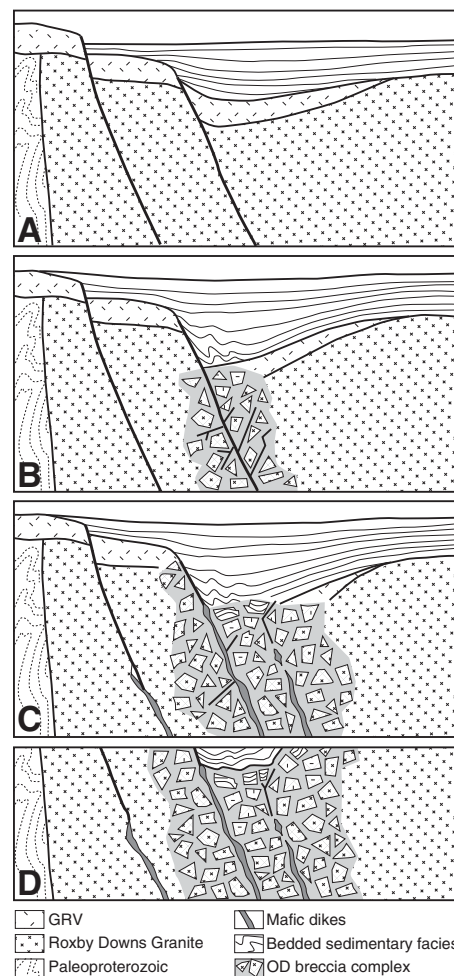 A
B
C
D
GRV
Roxby Downs Granite
Paleoproterozoic
Mafic dikes
Bedded sedimentary facies
OD breccia complex